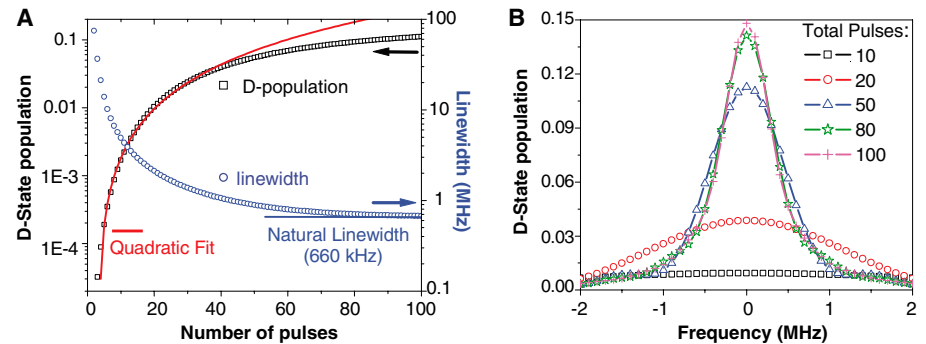 A
0.1
0.01
1E-3
1E-4
D-State population
0 20 40 60 80 100
Number of pulses
100
10
1
0.1
Linewidth (MHz)
D-population
linewidth
Quadratic Fit
Natural Linewidth
(660 kHz)
B
0.15
0.12
0.09
0.06
0.03
0.00
D-State population
-2 -1 0 1 2
Frequency (MHz)
Total Pulses:
10
20
50
80
100